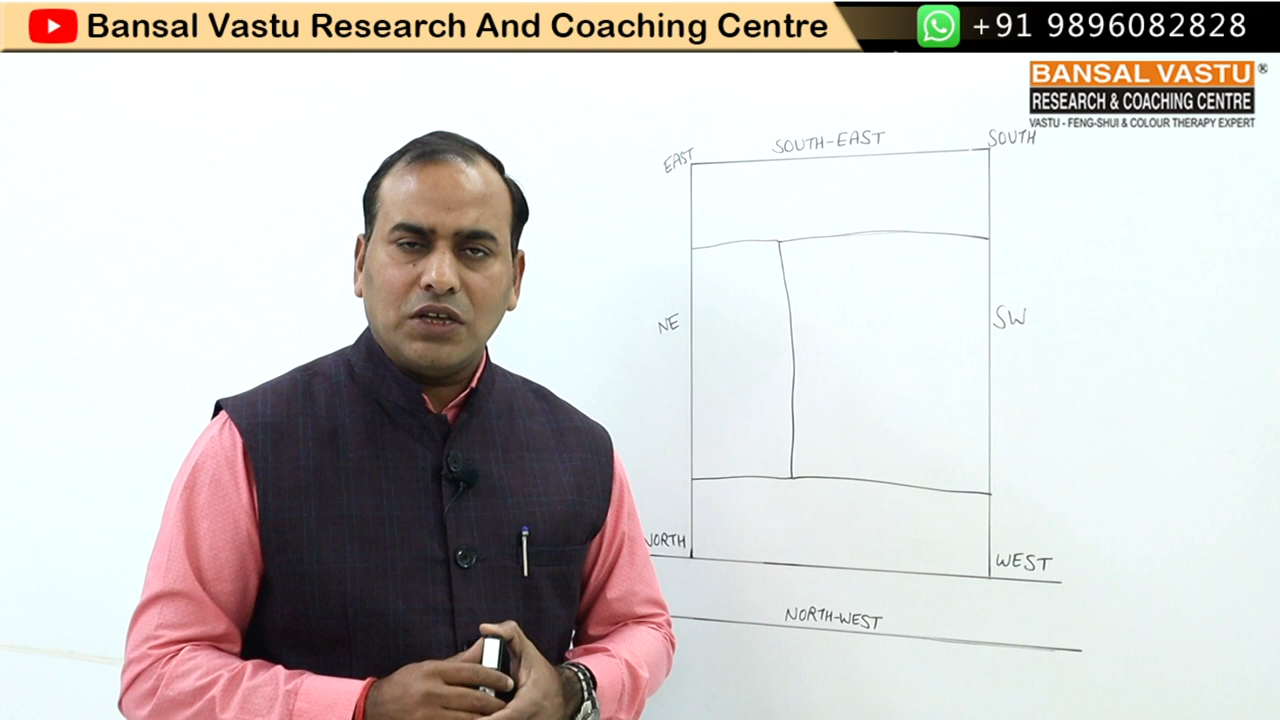 Bansal Vastu Research And Coaching Centre
+91 9896082828
BANSAL VASTU ®
RESEARCH & COACHING CENTRE
VASTU - FENG-SHUI & COLOUR THERAPY EXPERT
EAST
SOUTH-EAST
SOUTH
NE
SW
NORTH
WEST
NORTH-WEST